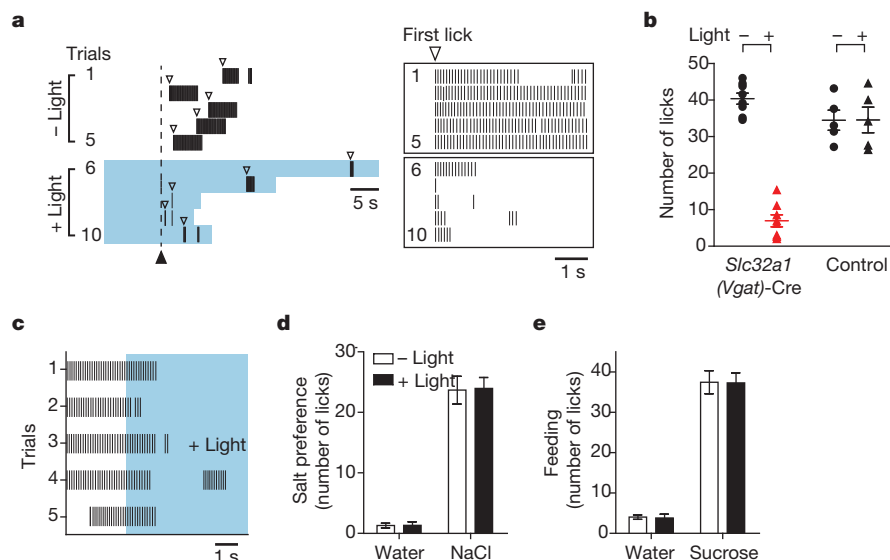 a
Trials
1
– Light
5
6
+ Light
10
5 s
First lick
1
5
6
10
1 s
b
Light – + – +
Number of licks
50
40
30
20
10
0
Slc32a1 (Vgat)-Cre
Control
c
Trials
1
2
3
4
5
+ Light
1 s
d
Salt preference
(number of licks)
30
20
10
0
– Light
+ Light
Water NaCl
e
Feeding
(number of licks)
40
30
20
10
0
Water Sucrose